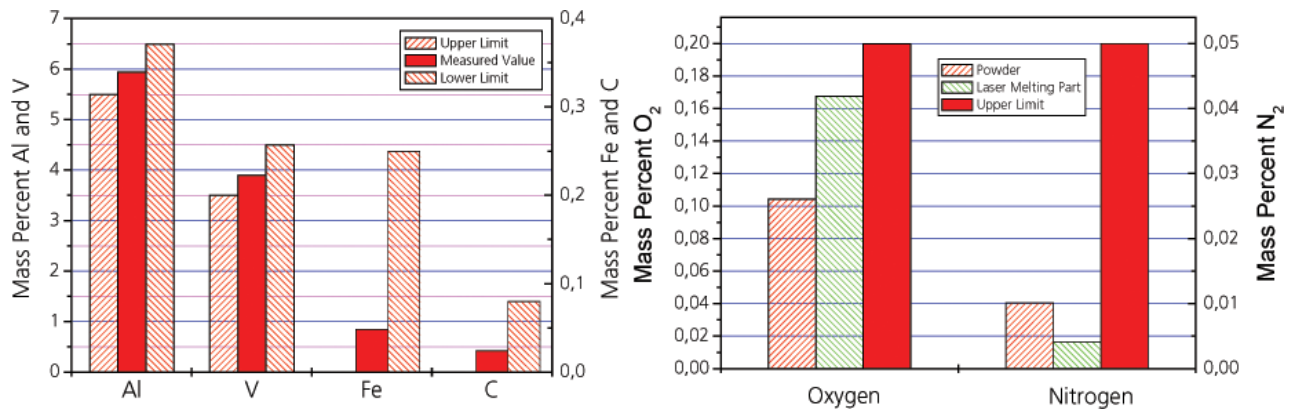 Mass Percent Al and V
7
6
5
4
3
2
1
0
Upper Limit
Measured Value
Lower Limit
0,4
0,3
0,2
0,1
0,0
Mass Percent Fe and C
Al V Fe C
Mass Percent O₂
0,20
0,18
0,16
0,14
0,12
0,10
0,08
0,06
0,04
0,02
0,00
Powder
Laser Melting Part
Upper Limit
0,05
0,04
0,03
0,02
0,01
0,00
Mass Percent N₂
Oxygen Nitrogen